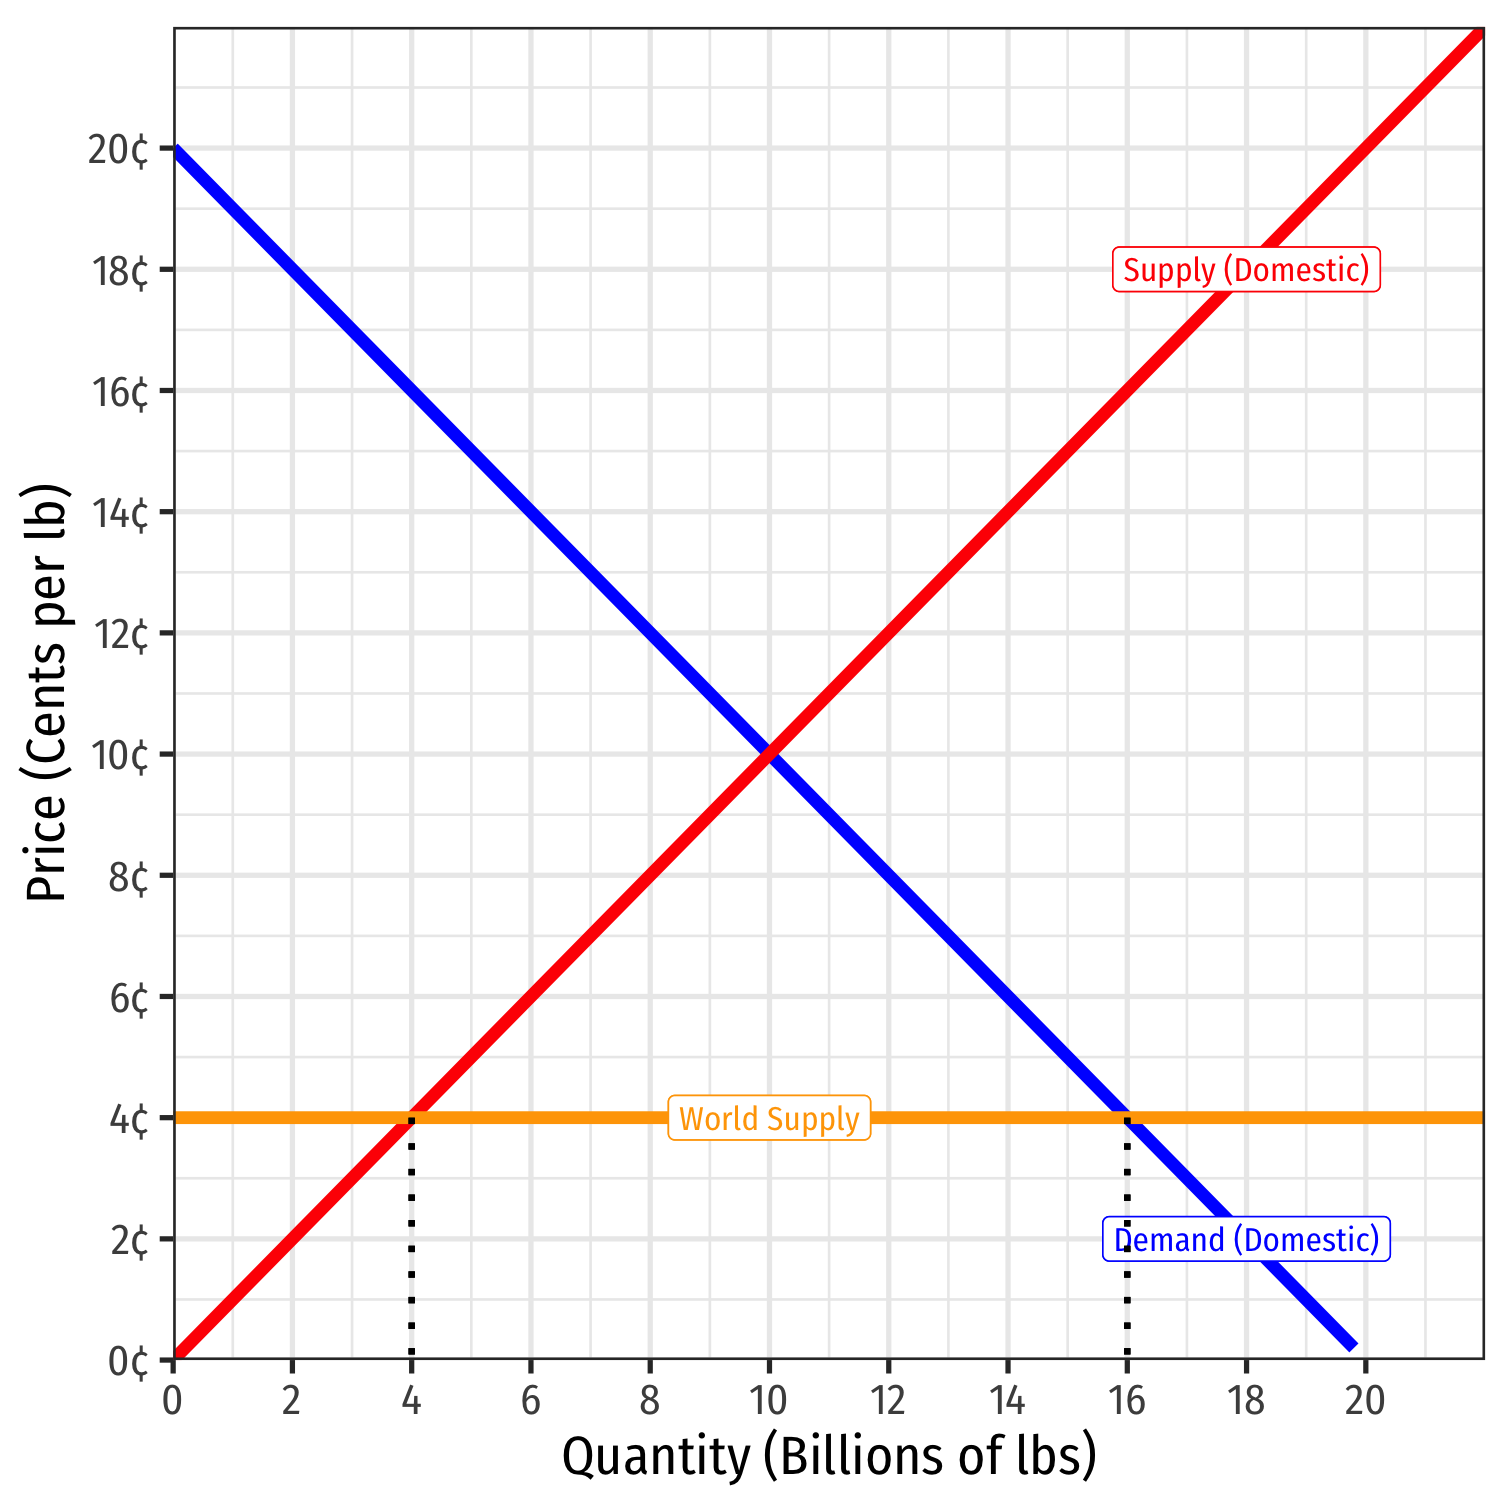 20¢
18¢
16¢
14¢
12¢
10¢
8¢
6¢
4¢
2¢
0¢
Price (Cents per lb)
Supply (Domestic)
World Supply
Demand (Domestic)
0 2 4 6 8 10 12 14 16 18 20
Quantity (Billions of lbs)